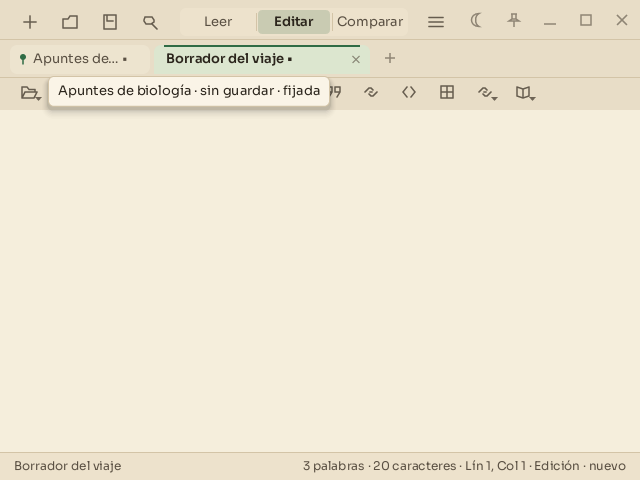 Leer Editar Comparar
Apuntes de... ▪ Borrador del viaje ▪
Apuntes de biología · sin guardar · fijada
Borrador del viaje 3 palabras · 20 caracteres · Lín 1, Col 1 · Edición · nuevo